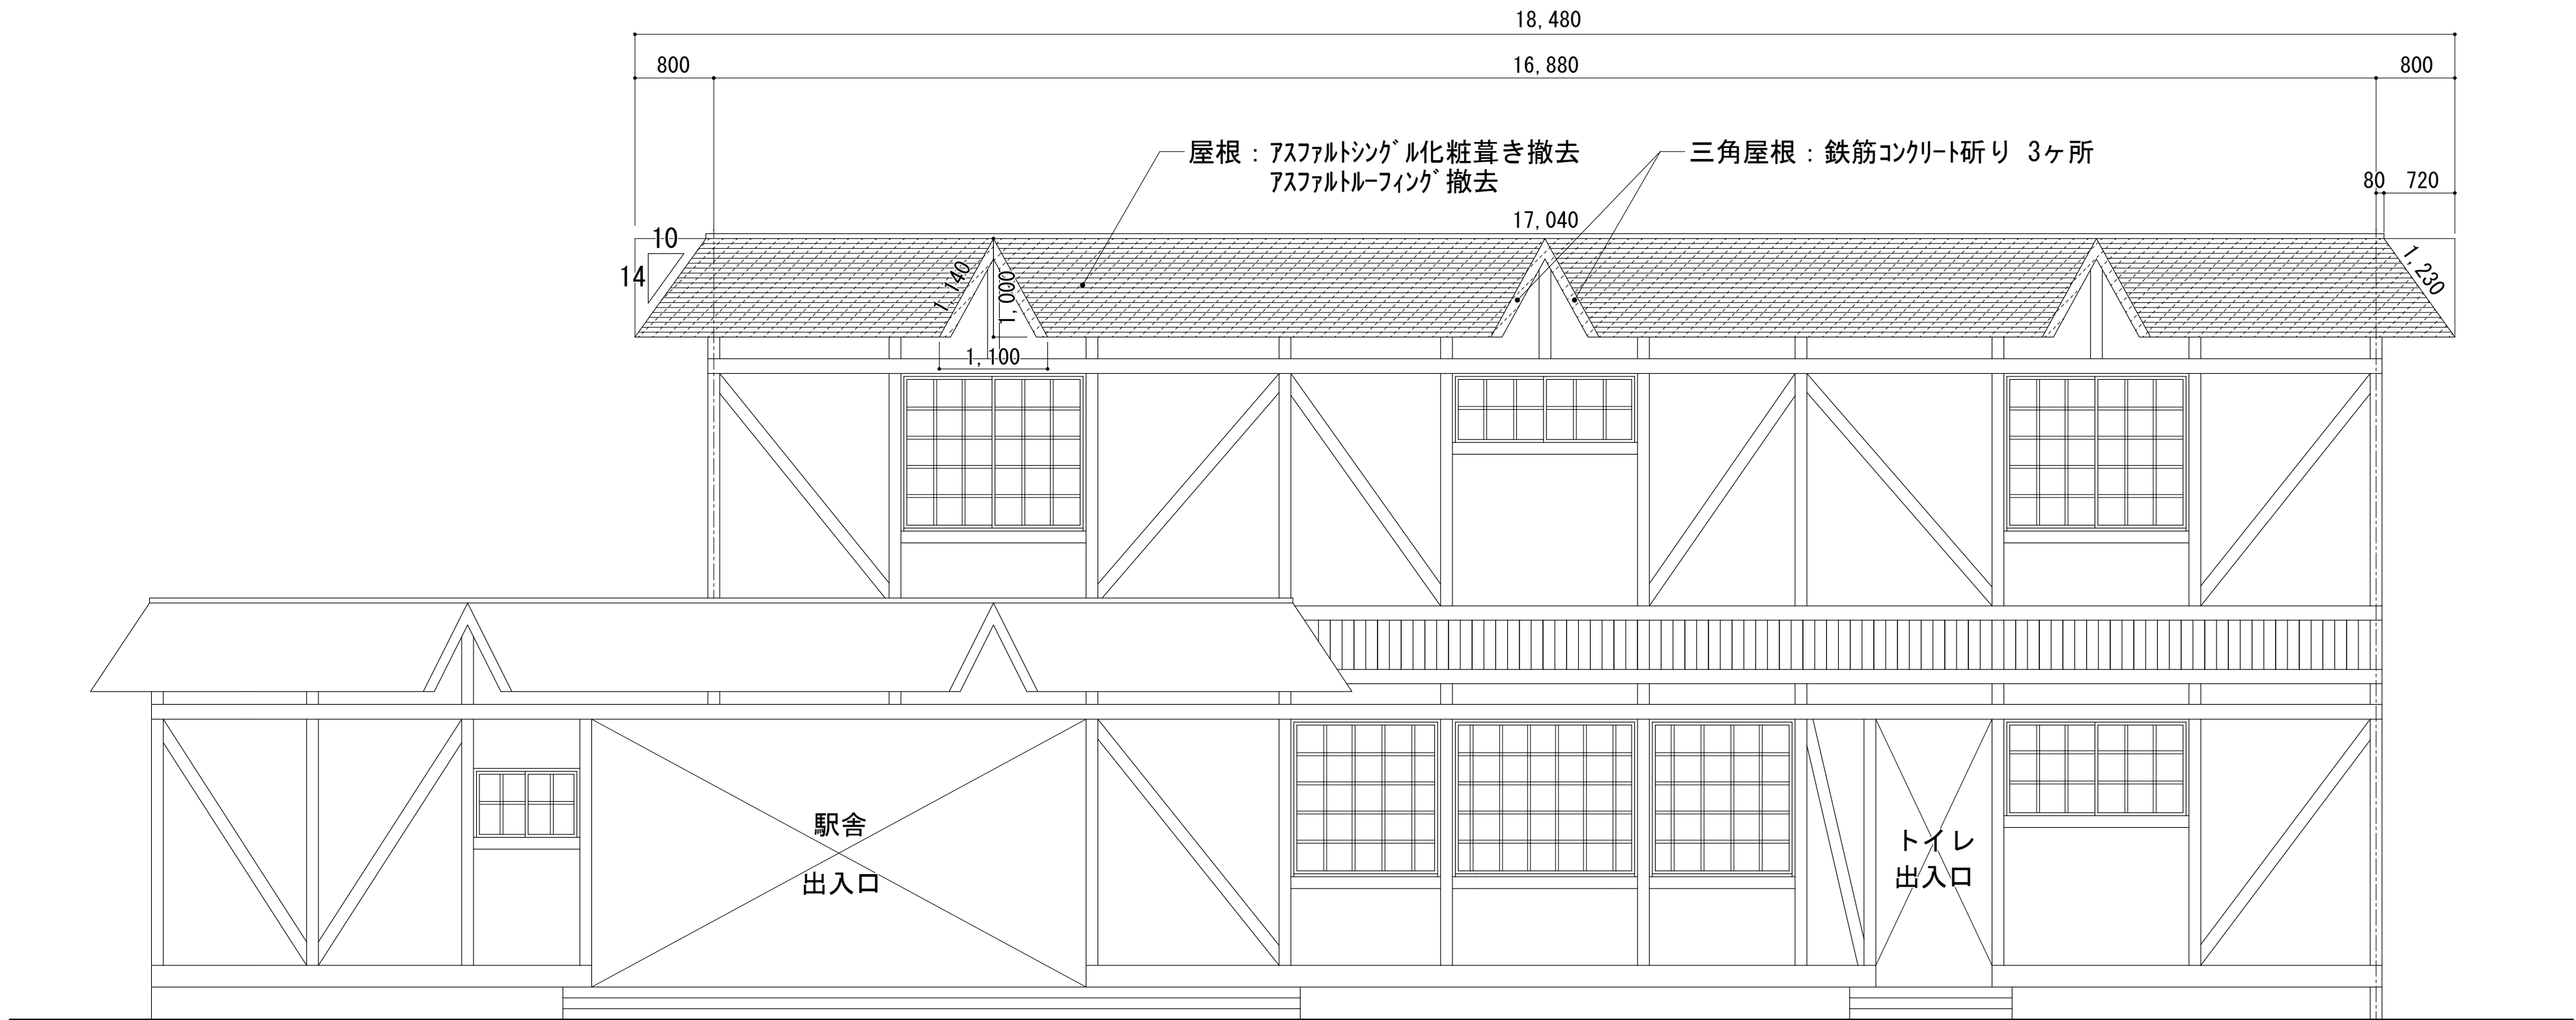 18,480
800
16,880
800
屋根：ｱｽﾌｧﾙﾄｼﾝｸﾞﾙ化粧葺き撤去
ｱｽﾌｧﾙﾄﾙｰﾌｨﾝｸﾞ撤去
三角屋根：鉄筋ｺﾝｸﾘｰﾄ斫り 3ヶ所
80
720
17,040
10
14
1,140
1,000
1,230
1,100
駅舎
出入口
トイレ
出入口